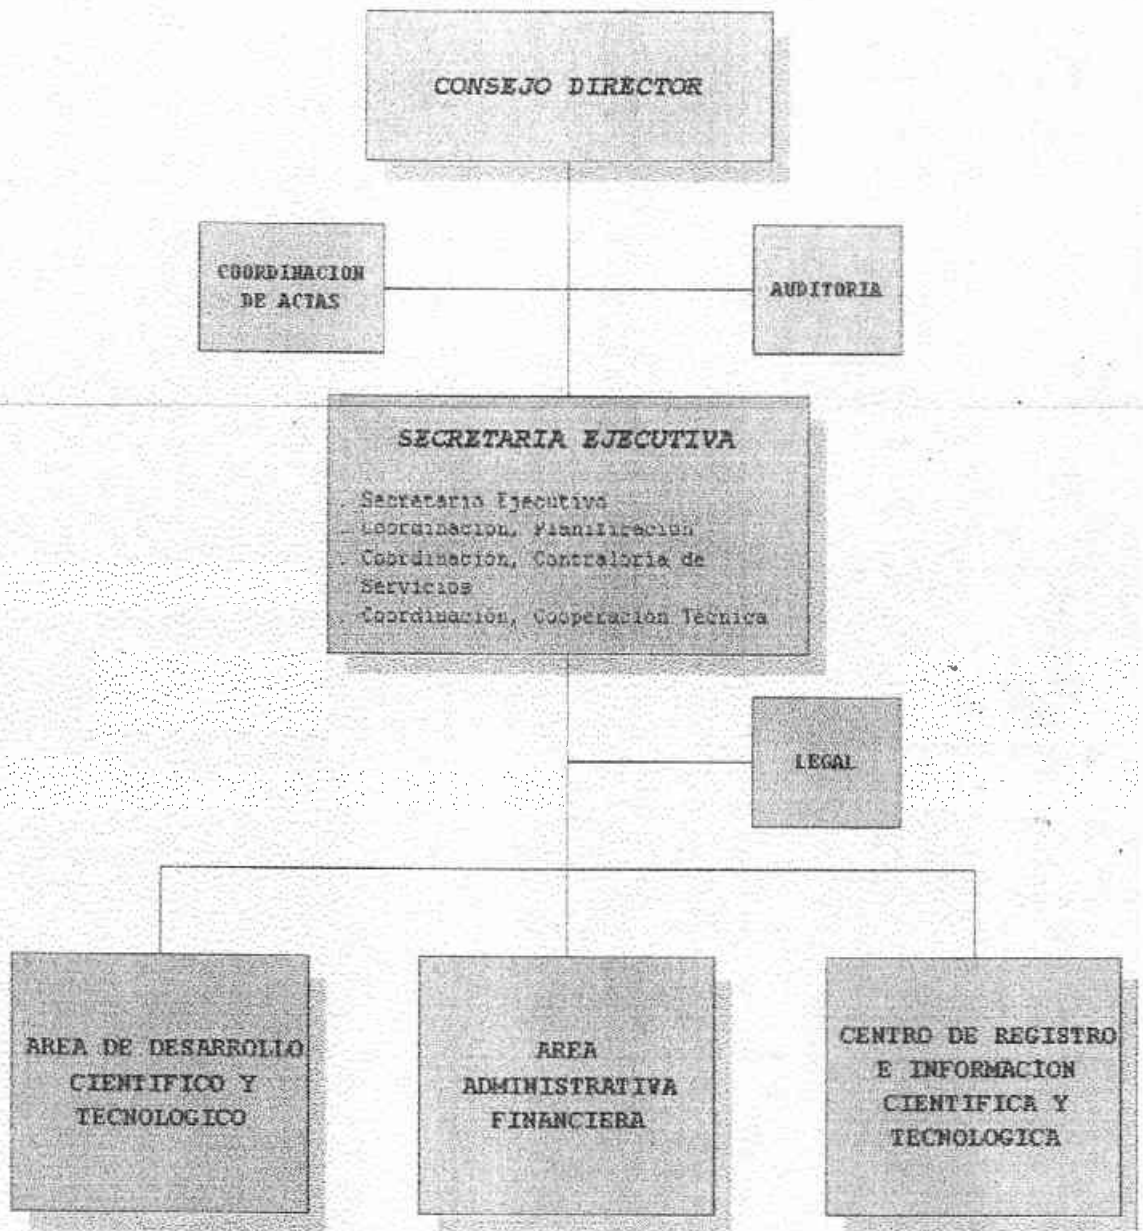 CONSEJO DIRECTOR
COORDINACION
DE ACTAS
AUDITORIA
SECRETARIA EJECUTIVA
. Secretario Ejecutivo
. Coordinación, Planificación
. Coordinación, Contraloría de
Servicios
. Coordinación, Cooperación Técnica
LEGAL
AREA DE DESARROLLO
CIENTIFICO Y
TECNOLOGICO
AREA
ADMINISTRATIVA
FINANCIERA
CENTRO DE REGISTRO
E INFORMACION
CIENTIFICA Y
TECNOLOGICA